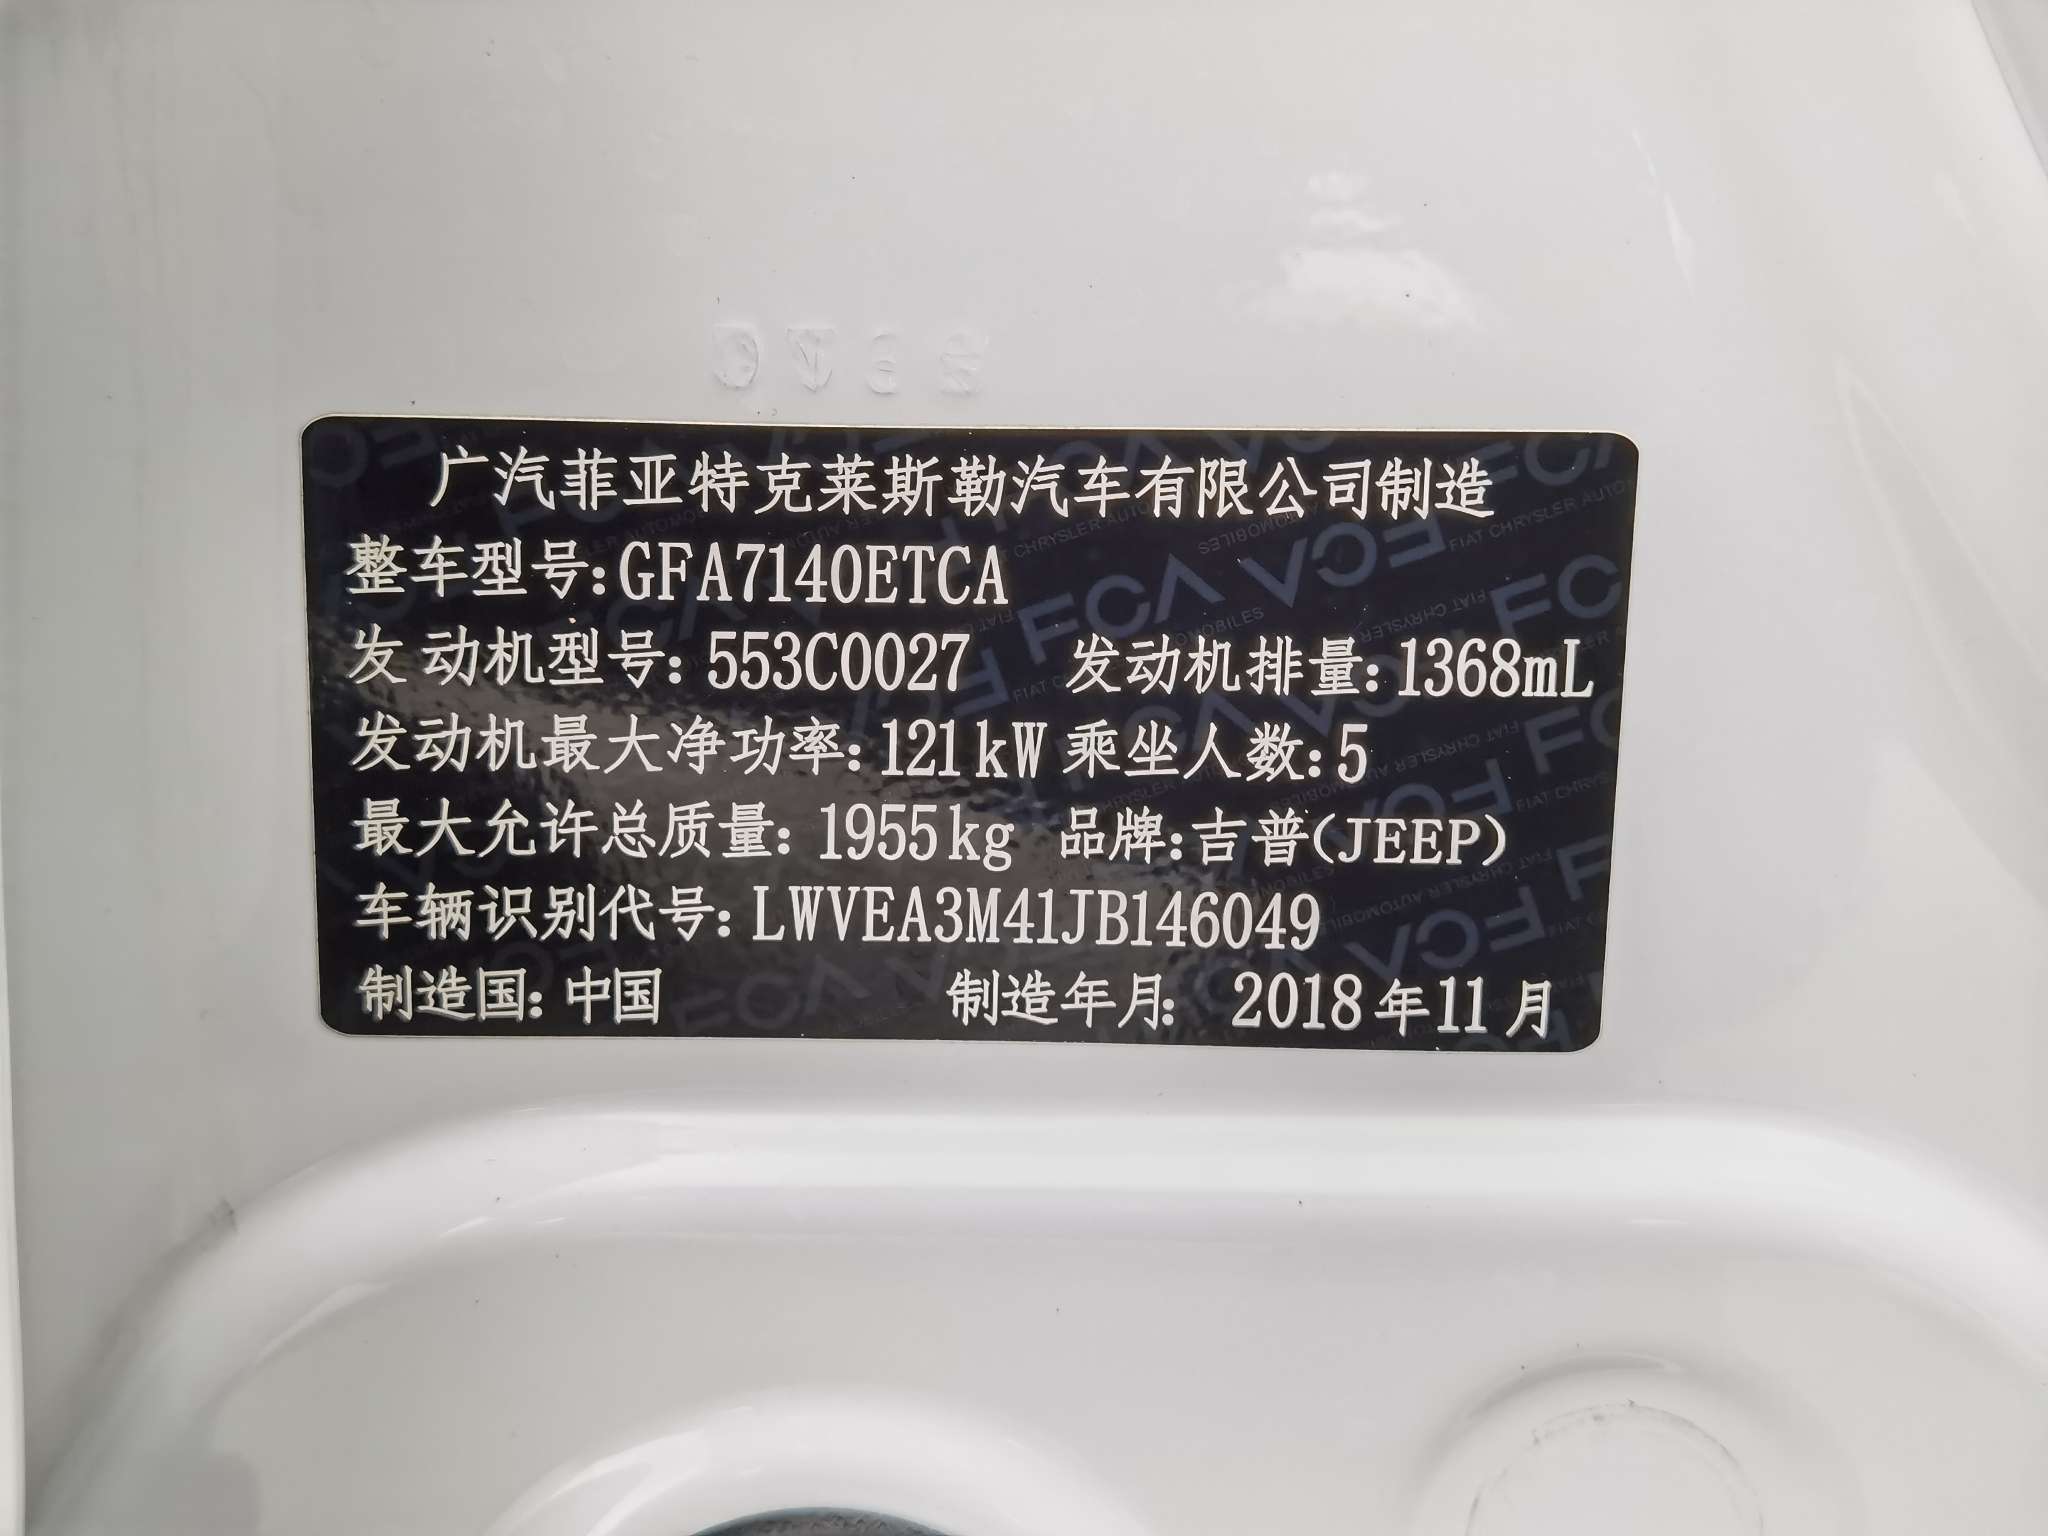 广汽菲亚特克莱斯勒汽车有限公司制造
整车型号:GFA7140ETCA
发动机型号:553C0027 发动机排量:1368mL
发动机最大净功率:121kW 乘坐人数:5
最大允许总质量:1955kg 品牌:吉普(JEEP)
车辆识别代号:LWVEA3M41JB146049
制造国:中国 制造年月:2018年11月